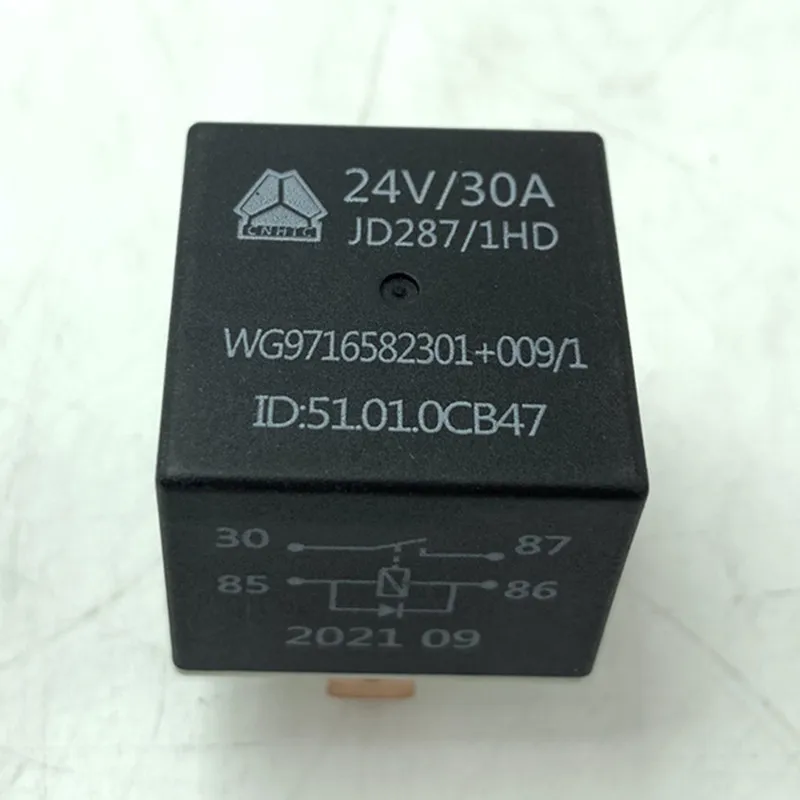 24V/30A
CNHTC
JD287/1HD
WG9716582301+009/1
ID:51.01.0CB47
30 87
85 86
2021 09